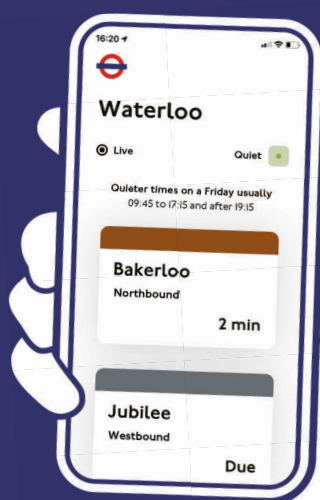 16:20
Waterloo
Live
Quiet
Quieter times on a Friday usually
09:45 to 17:15 and after 19:15
Bakerloo
Northbound
2 min
Jubilee
Westbound
Due